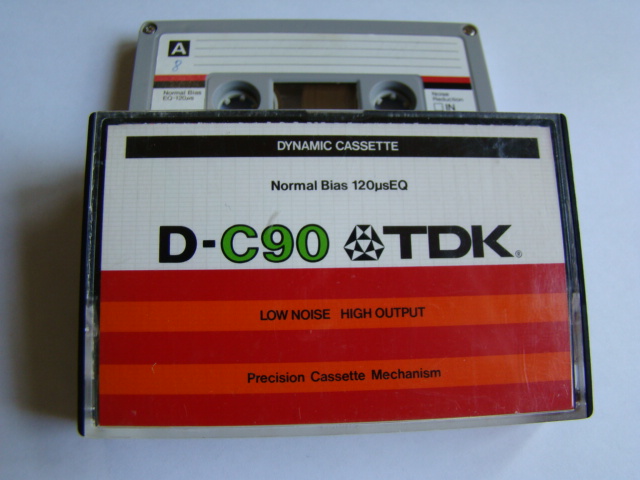 A
8
Normal Bias
EQ-120µs
Noise
Reduction
IN
DYNAMIC CASSETTE
Normal Bias 120µsEQ
D-C90 TDK®
LOW NOISE HIGH OUTPUT
Precision Cassette Mechanism